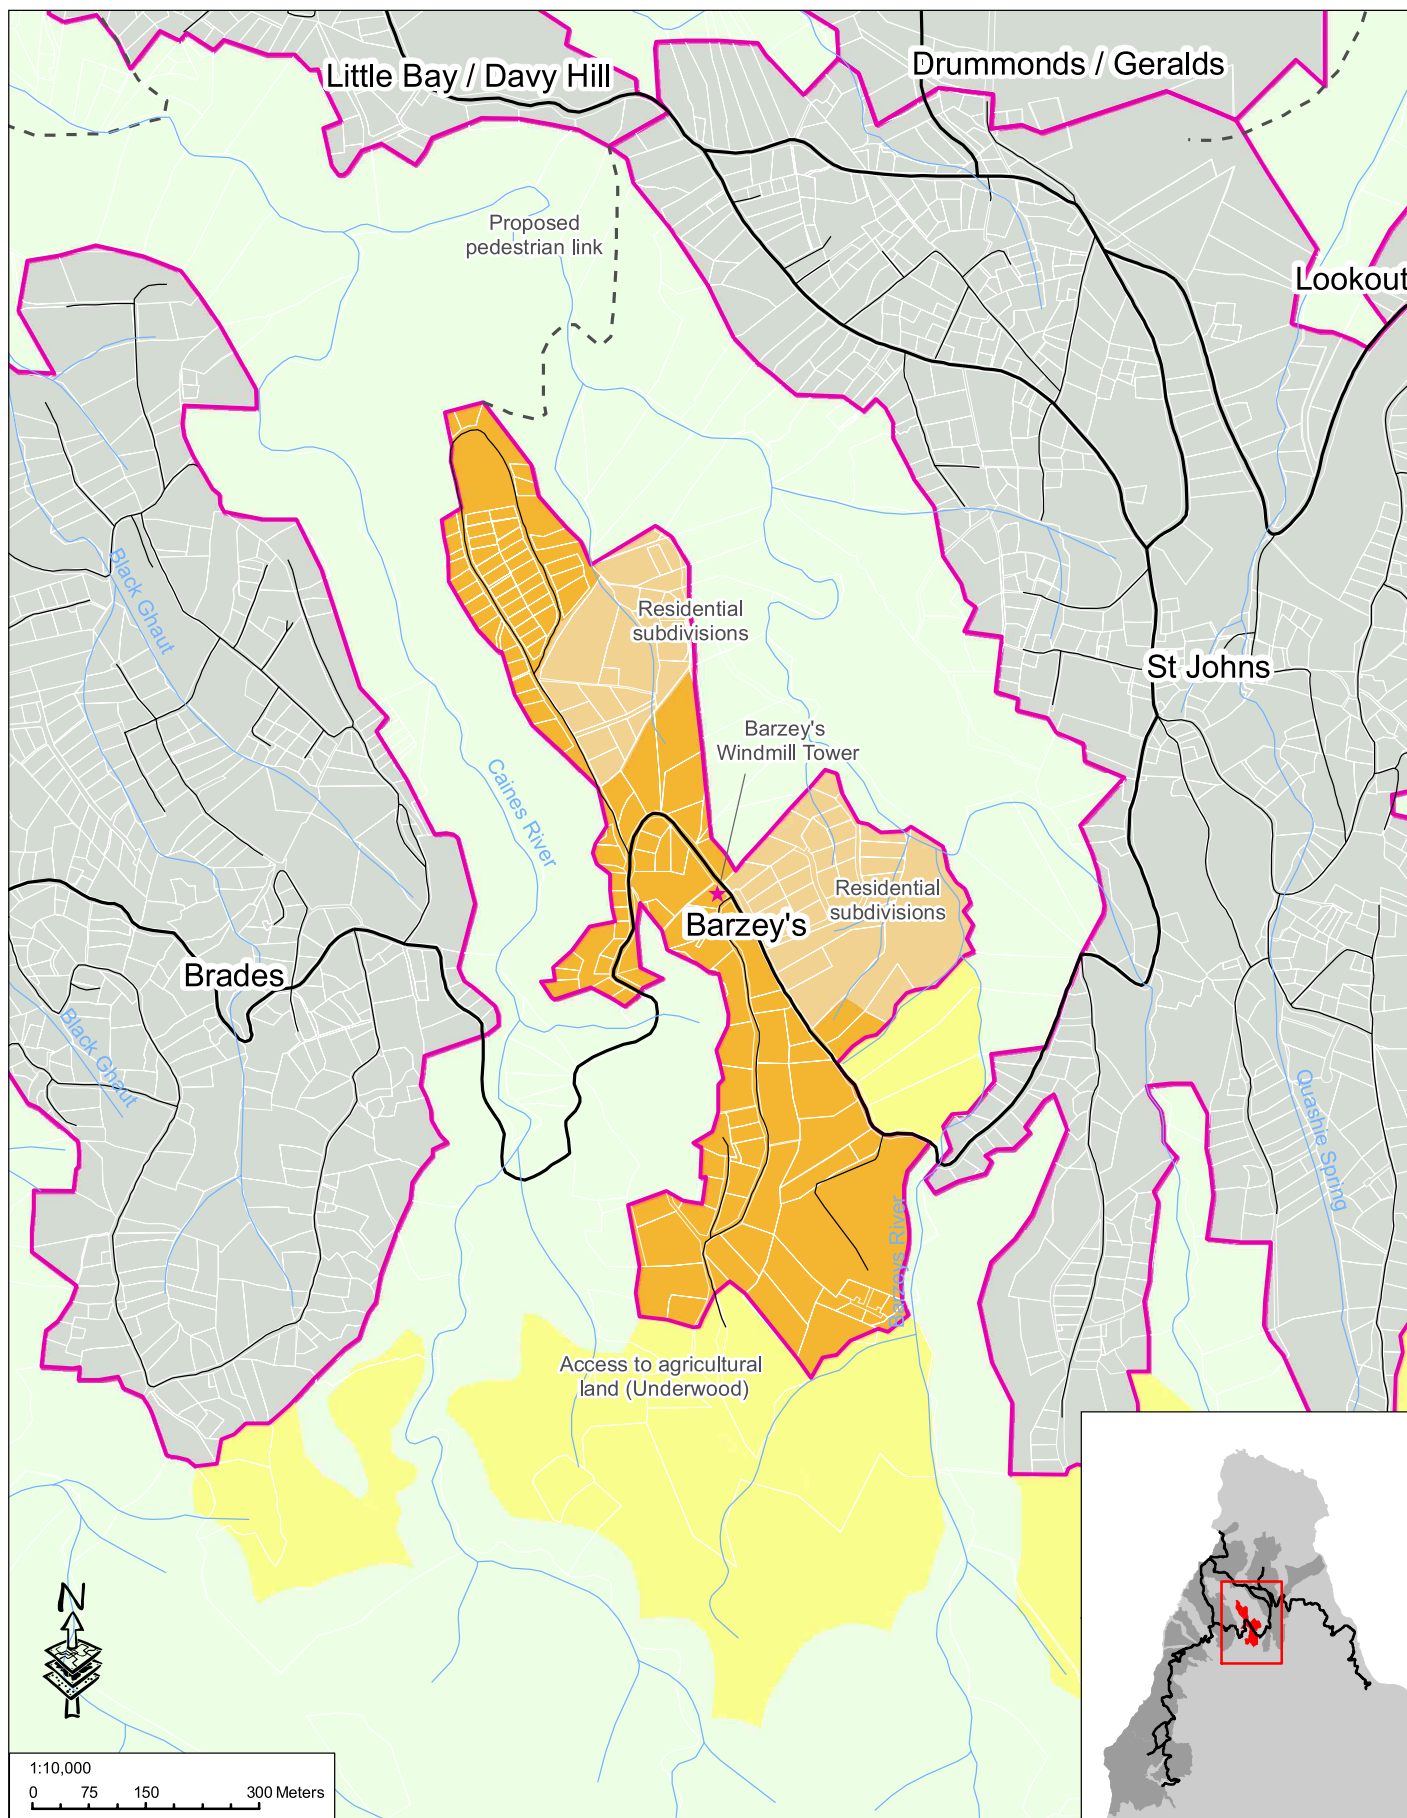 Drummonds / Geralds
Little Bay / Davy Hill
Proposed
pedestrian link
Lookout
Black Ghaut
Residential
subdivisions
St Johns
Barzey's
Windmill Tower
Caines River
Residential
subdivisions
Barzey's
Brades
Black Ghaut
Quashie Spring
Barzeys River
Access to agricultural
land (Underwood)
N
1:10,000
0 75 150 300 Meters